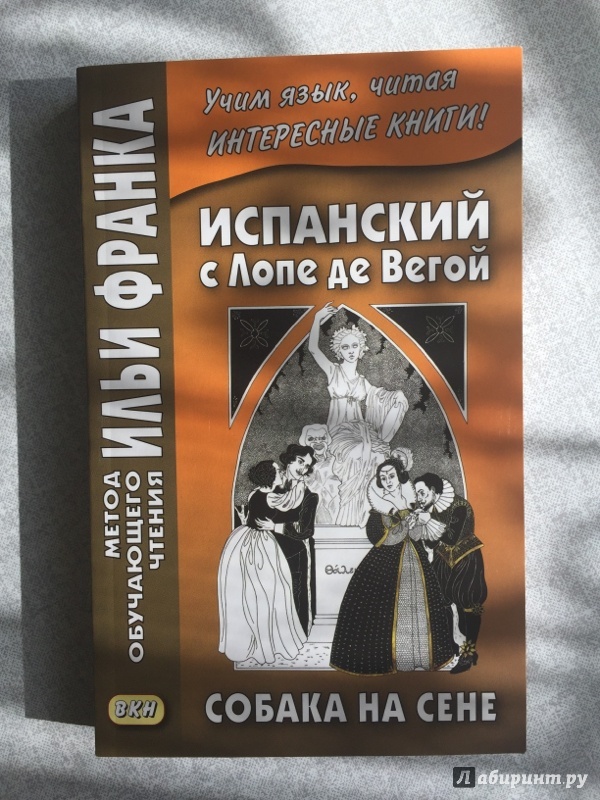 Учим язык, читая
ИНТЕРЕСНЫЕ КНИГИ!
ИСПАНСКИЙ
с Лопе де Вегой
МЕТОД
ОБУЧАЮЩЕГО
ЧТЕНИЯ
ИЛЬИ ФРАНКА
ВКН
СОБАКА НА СЕНЕ
Лабиринт.ру